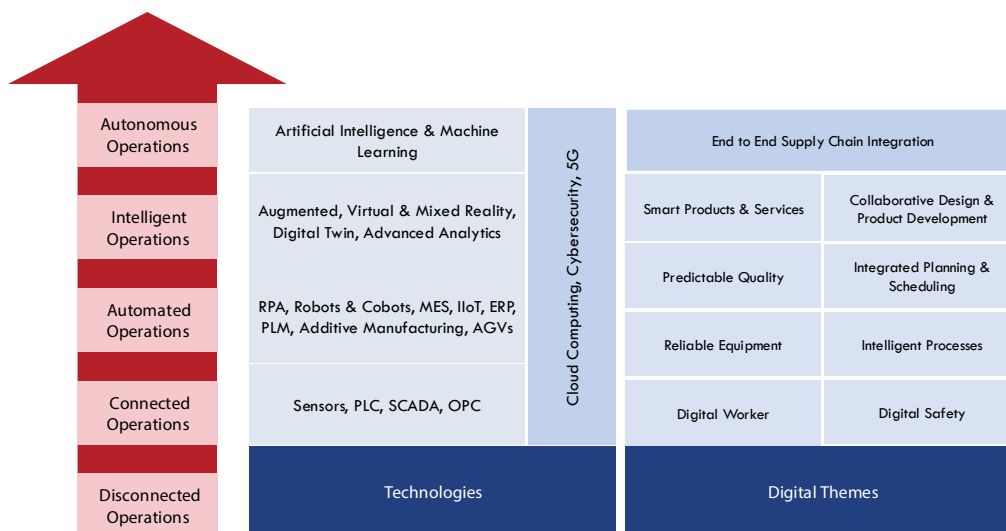 Autonomous
Operations
Intelligent
Operations
Automated
Operations
Connected
Operations
Disconnected
Operations
Artificial Intelligence & Machine
Learning
Augmented, Virtual & Mixed Reality,
Digital Twin, Advanced Analytics
RPA, Robots & Cobots, MES, IIoT, ERP,
PLM, Additive Manufacturing, AGVs
Sensors, PLC, SCADA, OPC
Cloud Computing, Cybersecurity, 5G
Technologies
End to End Supply Chain Integration
Smart Products & Services
Collaborative Design &
Product Development
Predictable Quality
Integrated Planning &
Scheduling
Reliable Equipment
Intelligent Processes
Digital Worker
Digital Safety
Digital Themes